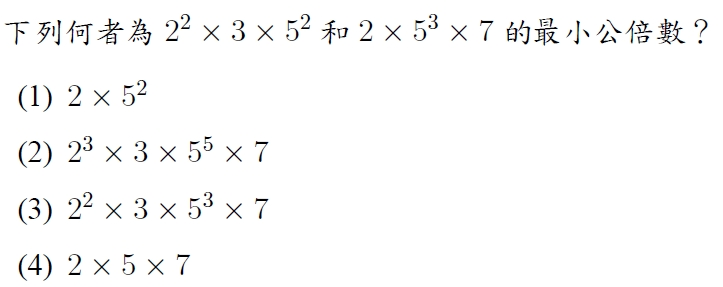 下列何者為 2² × 3 × 5² 和 2 × 5³ × 7 的最小公倍數？
(1) 2 × 5²
(2) 2³ × 3 × 5⁵ × 7
(3) 2² × 3 × 5³ × 7
(4) 2 × 5 × 7